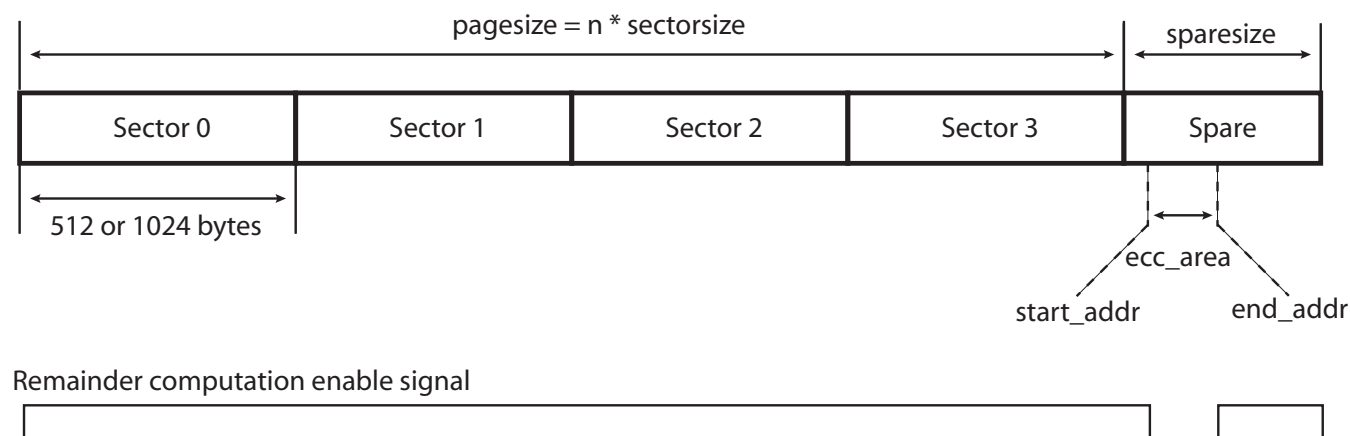 pagesize = n * sectorsize
sparesize
Sector 0
Sector 1
Sector 2
Sector 3
Spare
512 or 1024 bytes
ecc_area
start_addr
end_addr
Remainder computation enable signal